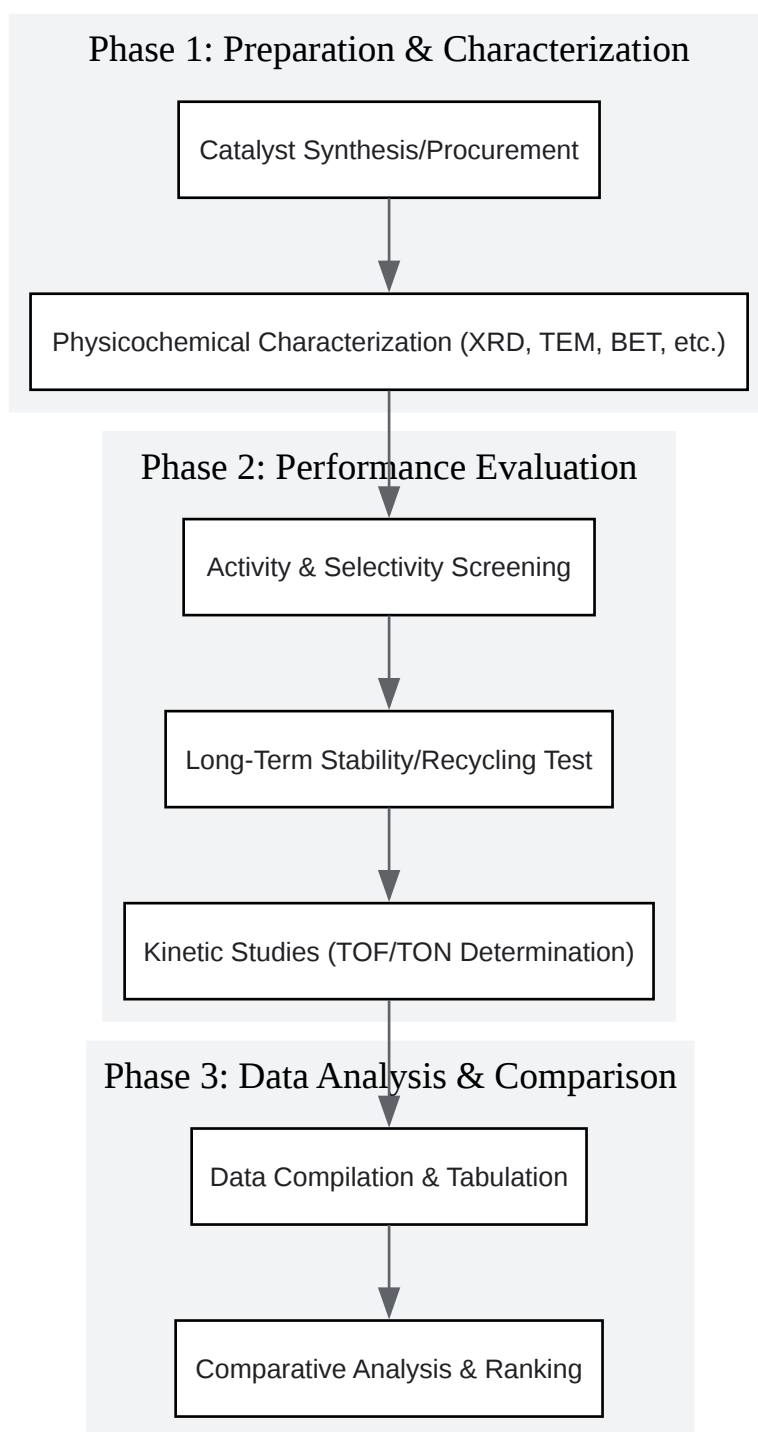 Phase 1: Preparation & Characterization
Catalyst Synthesis/Procurement
Physicochemical Characterization (XRD, TEM, BET, etc.)
Phase 2: Performance Evaluation
Activity & Selectivity Screening
Long-Term Stability/Recycling Test
Kinetic Studies (TOF/TON Determination)
Phase 3: Data Analysis & Comparison
Data Compilation & Tabulation
Comparative Analysis & Ranking